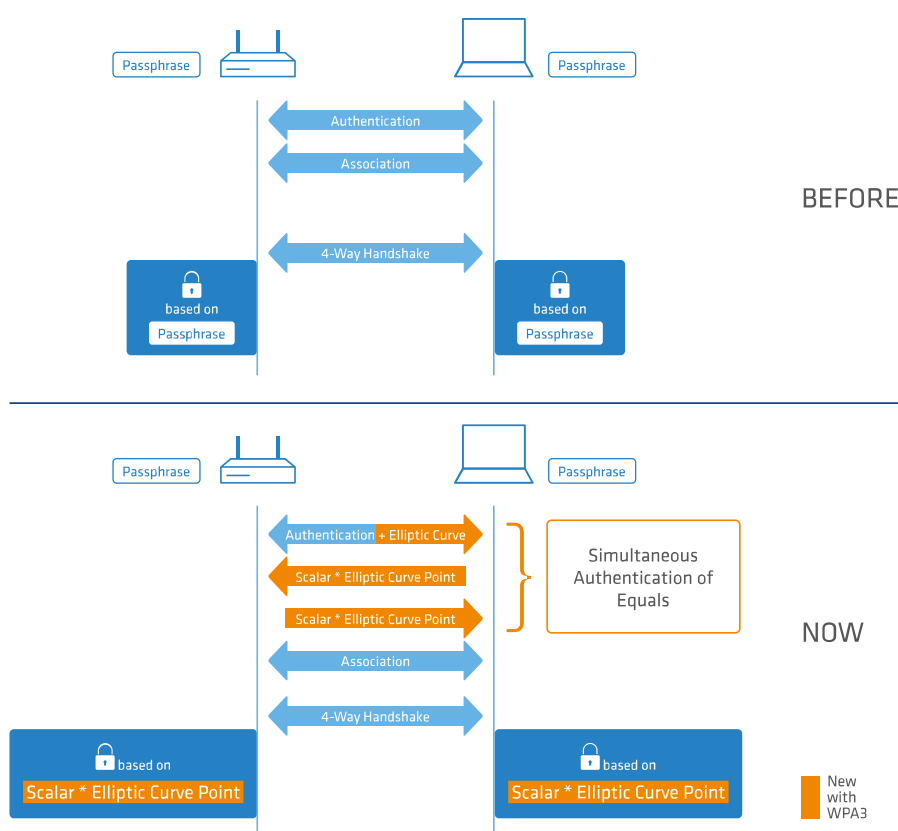 Passphrase
Passphrase
Authentication
Association
BEFORE
4-Way Handshake
based on
Passphrase
based on
Passphrase
Passphrase
Passphrase
Authentication + Elliptic Curve
Scalar * Elliptic Curve Point
Scalar * Elliptic Curve Point
Simultaneous
Authentication of
Equals
NOW
Association
4-Way Handshake
based on
Scalar * Elliptic Curve Point
based on
Scalar * Elliptic Curve Point
New
with
WPA3